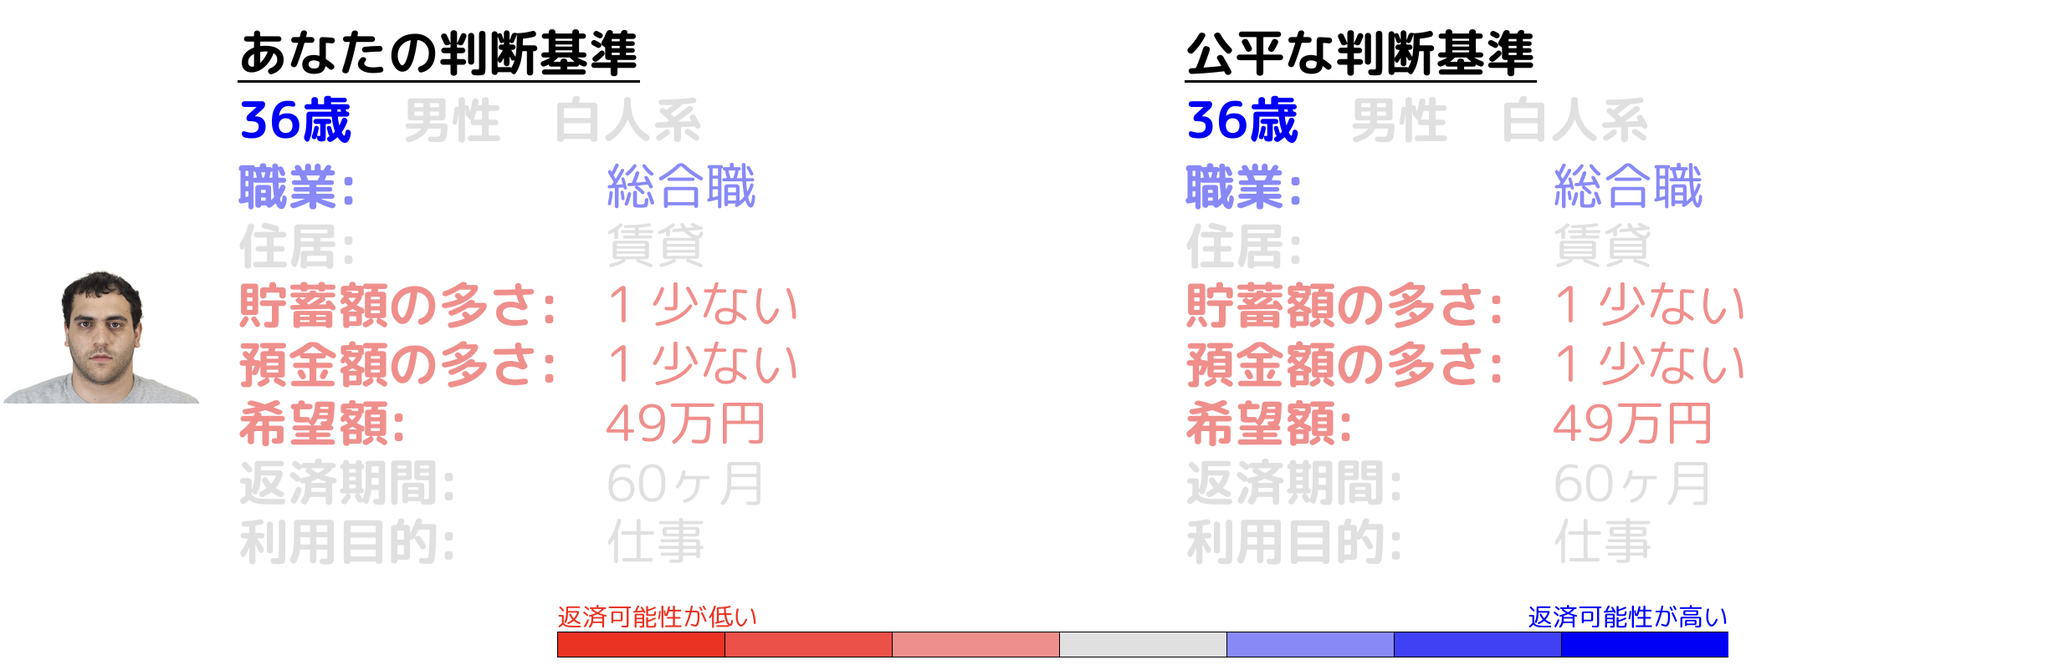 あなたの判断基準
36歳 男性 白人系
職業: 総合職
住居: 賃貸
貯蓄額の多さ: 1 少ない
預金額の多さ: 1 少ない
希望額: 49万円
返済期間: 60ヶ月
利用目的: 仕事
公平な判断基準
36歳 男性 白人系
職業: 総合職
住居: 賃貸
貯蓄額の多さ: 1 少ない
預金額の多さ: 1 少ない
希望額: 49万円
返済期間: 60ヶ月
利用目的: 仕事
返済可能性が低い
返済可能性が高い